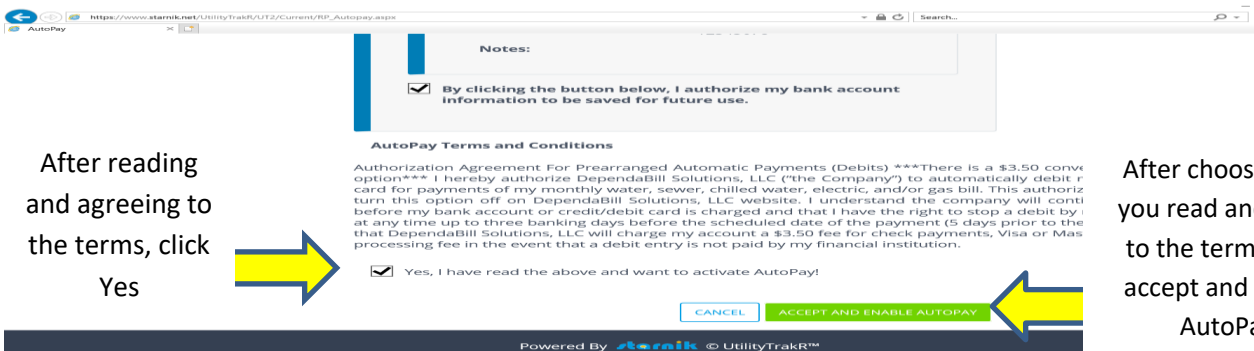 https://www.starnik.net/UtilityTrakR/UT2/Current/RP_Autopay.aspx
Search...
AutoPay
Notes:
By clicking the button below, I authorize my bank account
information to be saved for future use.
AutoPay Terms and Conditions
Authorization Agreement For Prearranged Automatic Payments (Debits) ***There is a $3.50 conve
option*** I hereby authorize DependaBill Solutions, LLC ("the Company") to automatically debit
card for payments of my monthly water, sewer, chilled water, electric, and/or gas bill. This authoriz
turn this option off on DependaBill Solutions, LLC website. I understand the company will conti
before my bank account or credit/debit card is charged and that I have the right to stop a debit by
at any time up to three banking days before the scheduled date of the payment (5 days prior to the
that DependaBill Solutions, LLC will charge my account a $3.50 fee for check payments, Visa or Mas
processing fee in the event that a debit entry is not paid by my financial institution.
Yes, I have read the above and want to activate AutoPay!
CANCEL
ACCEPT AND ENABLE AUTOPAY
Powered By starnik © UtilityTrakR™
After reading
and agreeing to
the terms, click
Yes
After choos
you read an
to the term
accept and
AutoPa